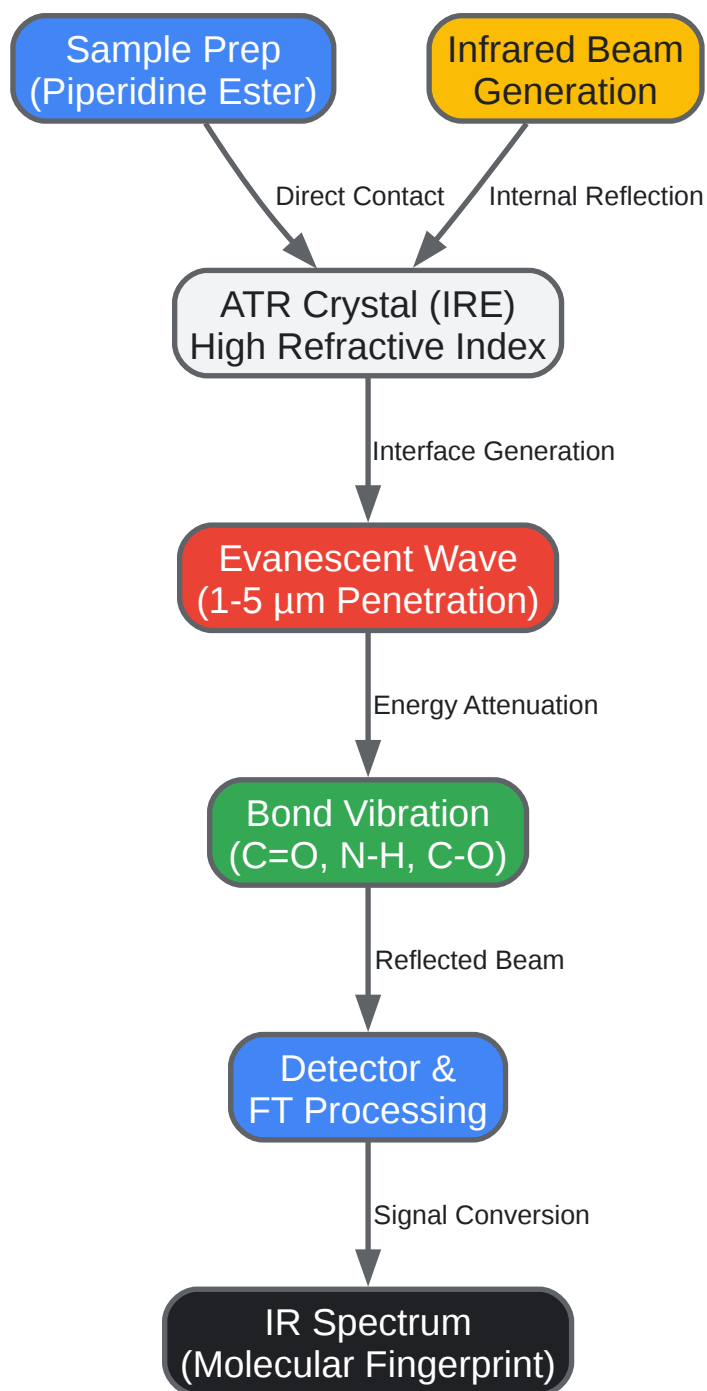 Sample Prep
(Piperidine Ester)
Infrared Beam
Generation
Direct Contact
Internal Reflection
ATR Crystal (IRE)
High Refractive Index
Interface Generation
Evanescent Wave
(1-5 µm Penetration)
Energy Attenuation
Bond Vibration
(C=O, N-H, C-O)
Reflected Beam
Detector &
FT Processing
Signal Conversion
IR Spectrum
(Molecular Fingerprint)